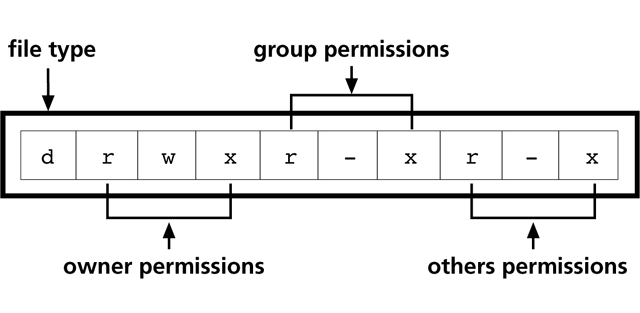 file type
group permissions
d r w x r - x r - x
owner permissions
others permissions